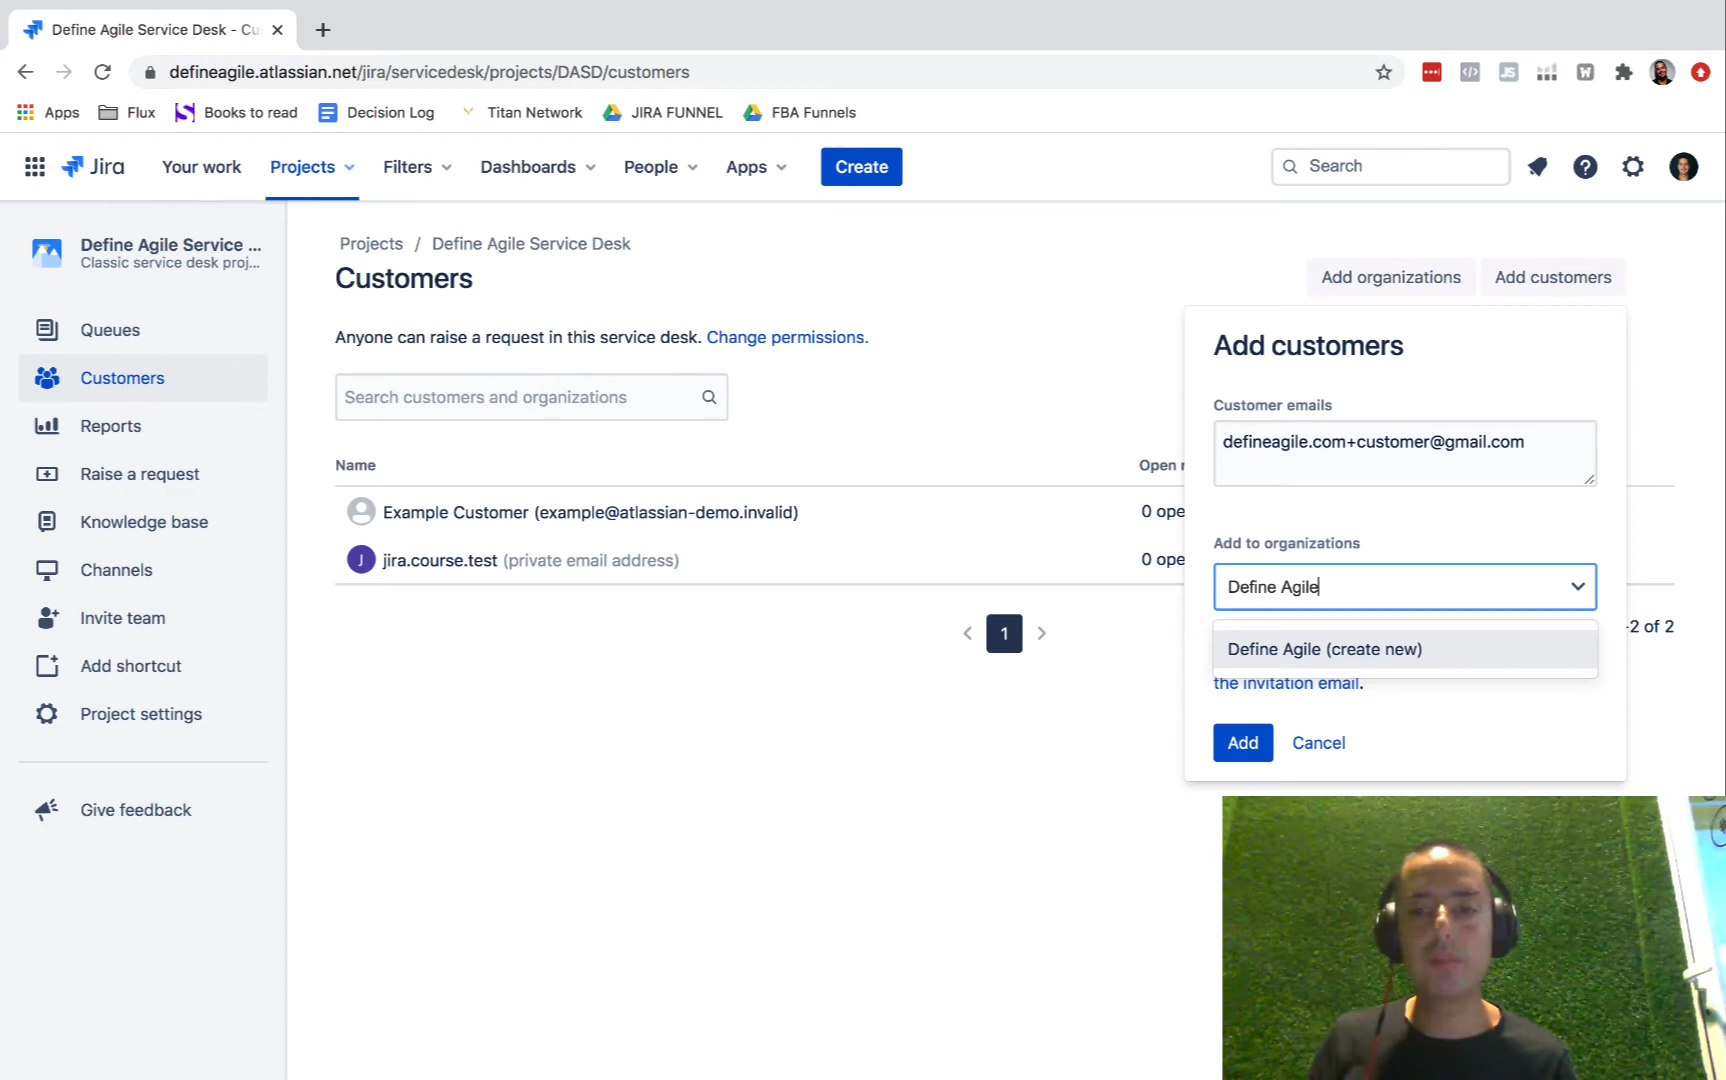 Define Agile Service Desk - Cu
defineagile.atlassian.net/jira/servicedesk/projects/DASD/customers
Apps
Flux
Books to read
Decision Log
Titan Network
JIRA FUNNEL
FBA Funnels
Jira
Your work
Projects
Filters
Dashboards
People
Apps
Create
Search
Define Agile Service ...
Classic service desk proj...
Queues
Customers
Reports
Raise a request
Knowledge base
Channels
Invite team
Add shortcut
Project settings
Give feedback
Projects / Define Agile Service Desk
Customers
Add organizations
Add customers
Anyone can raise a request in this service desk. Change permissions.
Search customers and organizations
Name
Open r
Example Customer (example@atlassian-demo.invalid)
0 ope
J
jira.course.test (private email address)
0 ope
1
-2 of 2
Add customers
Customer emails
defineagile.com+customer@gmail.com
Add to organizations
Define Agile
Define Agile (create new)
the invitation email.
Add
Cancel